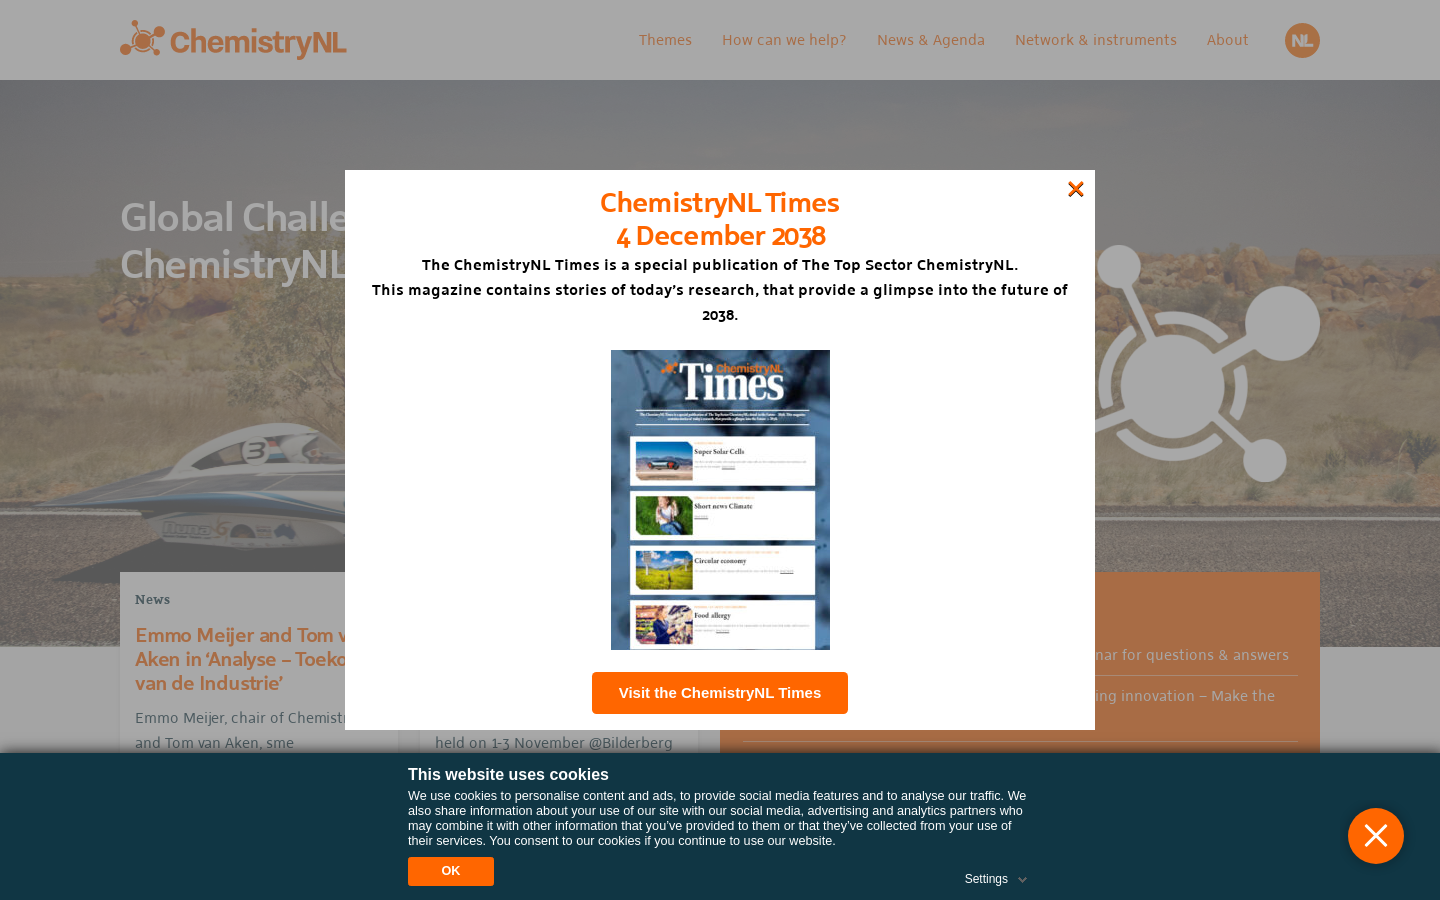 ChemistryNL
Themes
How can we help?
News & Agenda
Network & instruments
About
NL
Global Challe
ChemistryNL
ChemistryNL Times
4 December 2038
The ChemistryNL Times is a special publication of The Top Sector ChemistryNL.
This magazine contains stories of today's research, that provide a glimpse into the future of
2038.
ChemistryNL
Times
Super Solar Cells
Short news Climate
Circular economy
Food allergy
Visit the ChemistryNL Times
3
Nuna
6
News
Emmo Meijer and Tom v
Aken in ‘Analyse – Toeko
van de Industrie’
Emmo Meijer, chair of Chemistr
and Tom van Aken, sme
held on 1-3 November @Bilderberg
nar for questions & answers
ing innovation – Make the
This website uses cookies
We use cookies to personalise content and ads, to provide social media features and to analyse our traffic. We
also share information about your use of our site with our social media, advertising and analytics partners who
may combine it with other information that you’ve provided to them or that they’ve collected from your use of
their services. You consent to our cookies if you continue to use our website.
OK
Settings